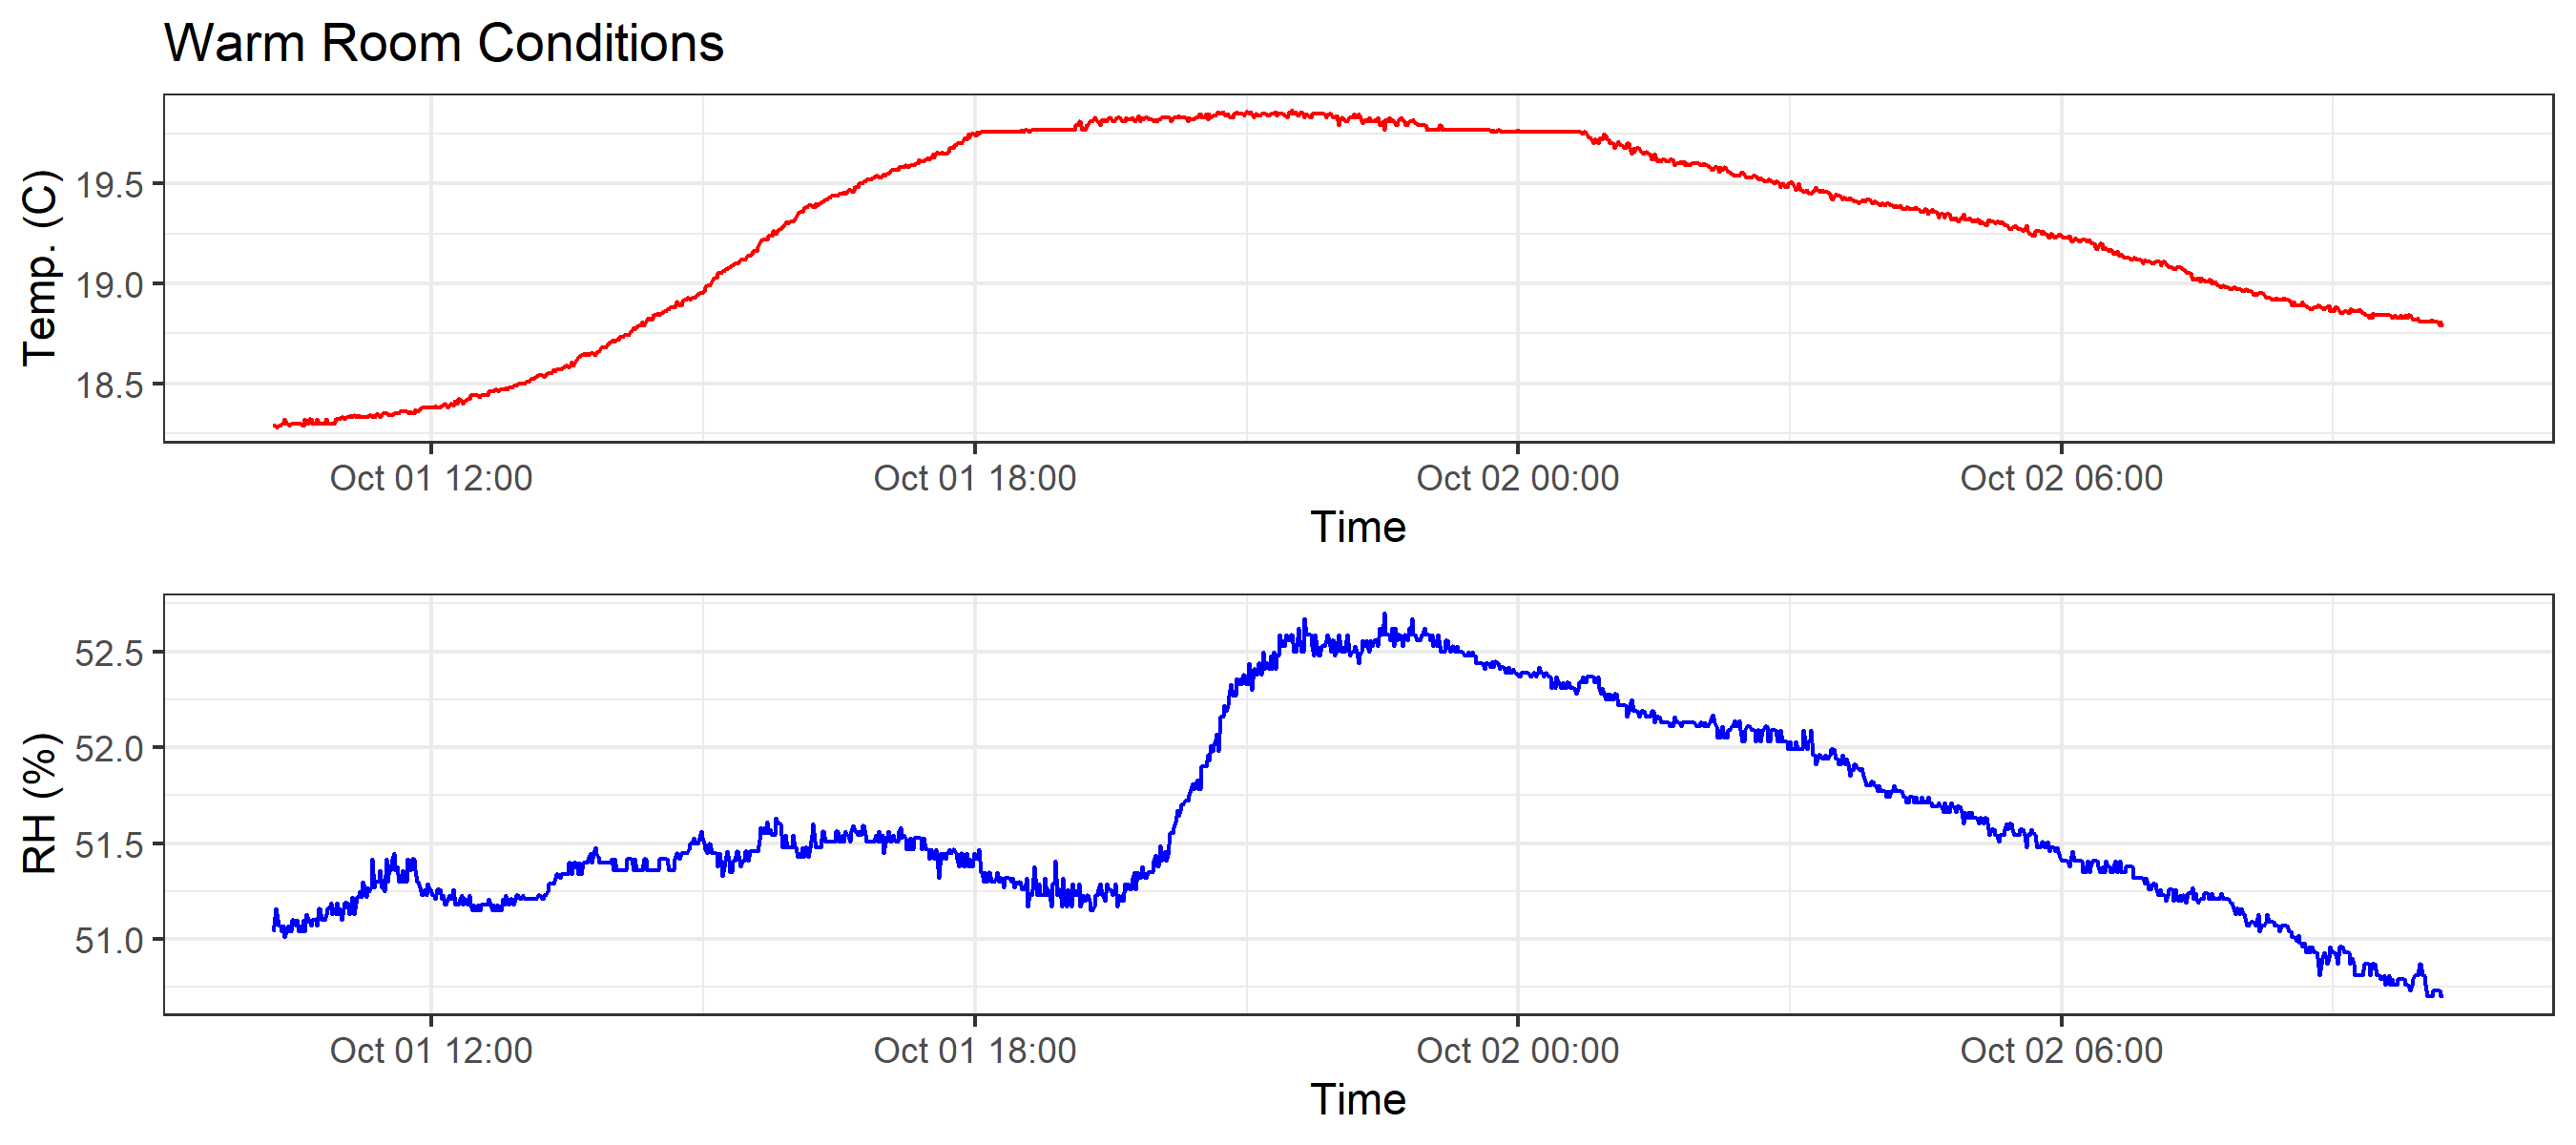 Warm Room Conditions
Temp. (C)
19.5
19.0
18.5
Oct 01 12:00 Oct 01 18:00 Oct 02 00:00 Oct 02 06:00
Time
RH (%)
52.5
52.0
51.5
51.0
Oct 01 12:00 Oct 01 18:00 Oct 02 00:00 Oct 02 06:00
Time